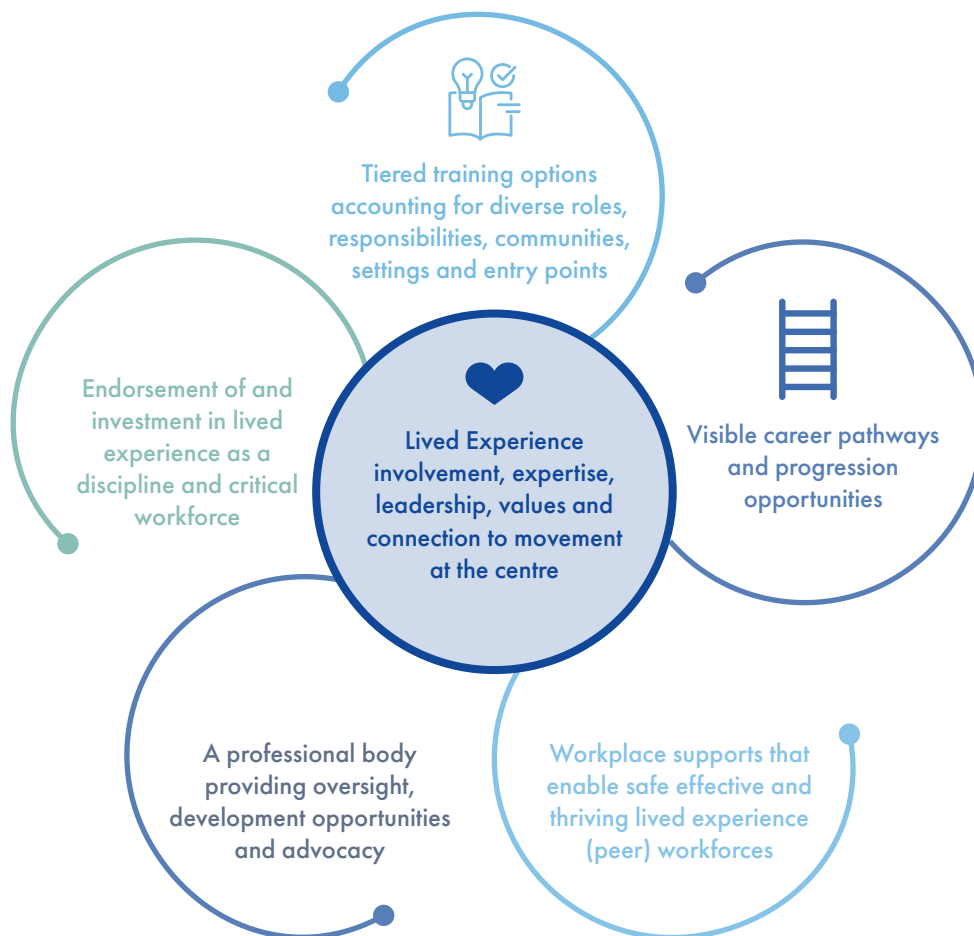 Tiered training options
accounting for diverse roles,
responsibilities, communities,
settings and entry points
Endorsement of and
investment in lived
experience as a
discipline and critical
workforce
Lived Experience
involvement, expertise,
leadership, values and
connection to movement
at the centre
Visible career pathways
and progression
opportunities
A professional body
providing oversight,
development opportunities
and advocacy
Workplace supports that
enable safe effective and
thriving lived experience
(peer) workforces